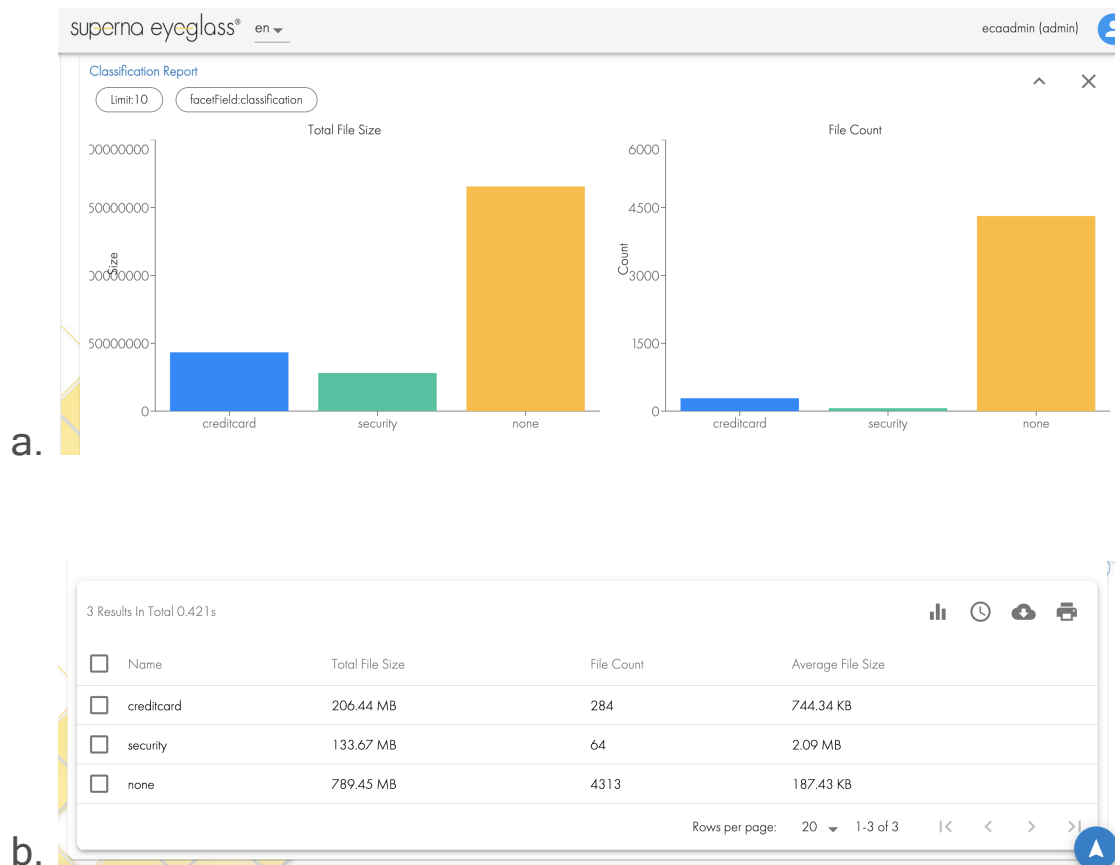 superna eyeglass® en
ecaadmin (admin)
Classification Report
Limit:10 facetField:classification
Total File Size
00000000
50000000
00000000
50000000
0
Size
creditcard security none
File Count
6000
4500
3000
1500
0
Count
creditcard security none
a.
3 Results In Total 0.421s
Name Total File Size File Count Average File Size
creditcard 206.44 MB 284 744.34 KB
security 133.67 MB 64 2.09 MB
none 789.45 MB 4313 187.43 KB
Rows per page: 20 1-3 of 3
b.